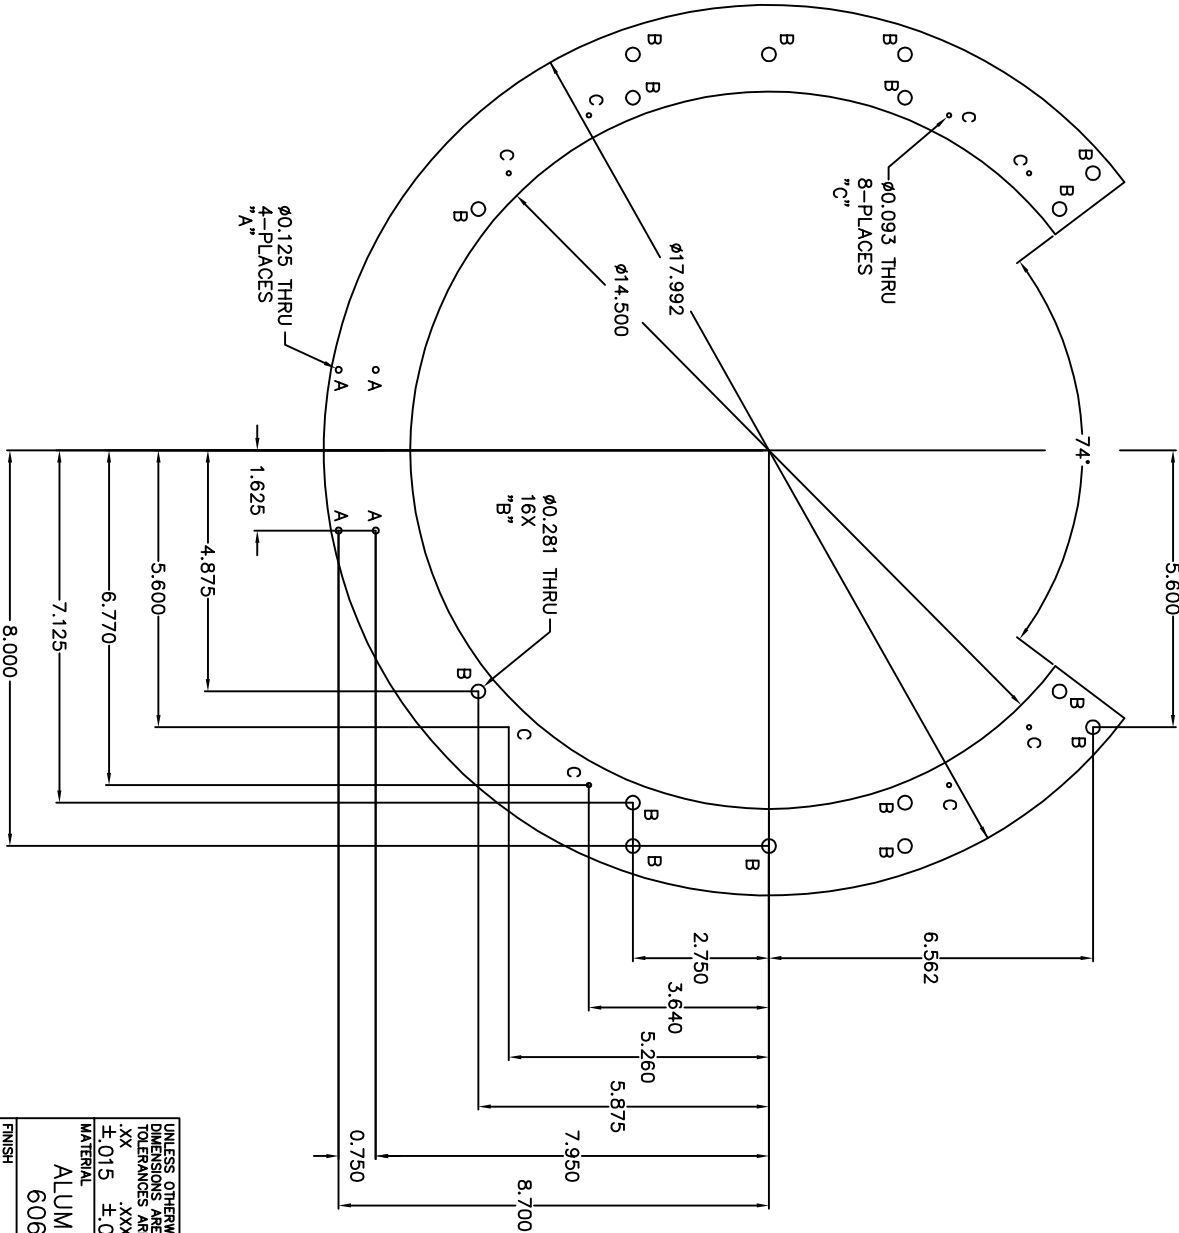 5.600
74°
B
B
B
B
C
C
C
C
6.562
Ø0.093 THRU
8-PLACES
"C"
B
B
B
B
B
B
Ø17.992
Ø14.500
2.750
3.640
5.260
5.875
7.950
8.700
0.750
B
B
B
B
C
C
C
C
B
B
Ø0.281 THRU
16X
"B"
A
A
A
A
Ø0.125 THRU
4-PLACES
"A"
1.625
4.875
5.600
6.770
7.125
8.000
UNLESS OTHERW
DIMENSIONS ARE
TOLERANCES AR
.XX .XXX
±.015 ±.0
MATERIAL
ALUM
606
FINISH